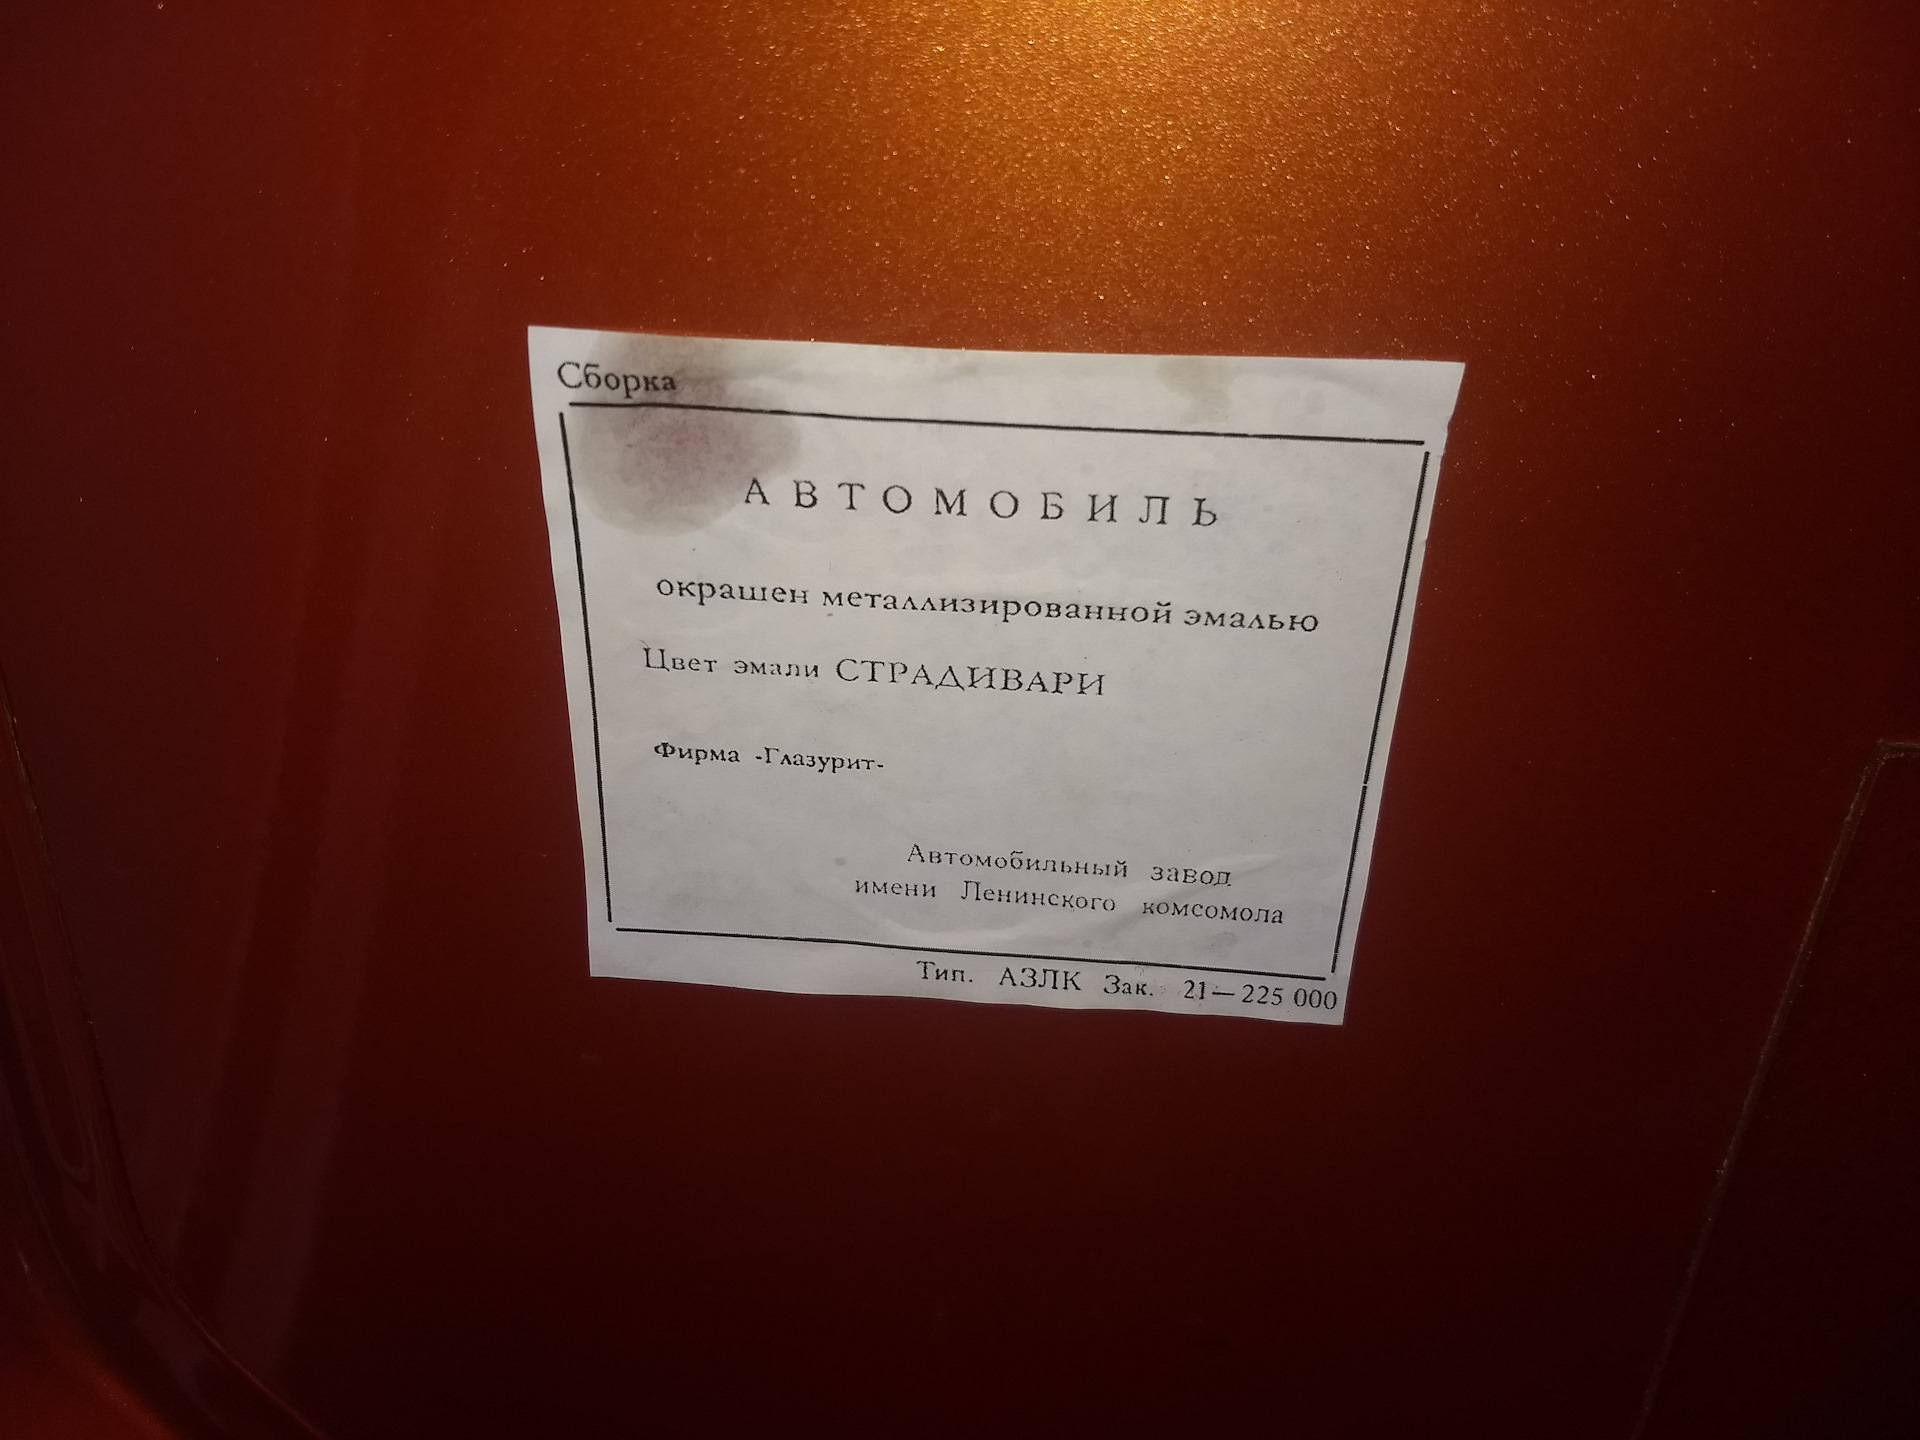 Сборка
АВТОМОБИЛЬ
окрашен металлизированной эмалью
Цвет эмали СТРАДИВАРИ
Фирма -Глазурит-
Автомобильный завод
имени Ленинского комсомола
Тип. АЗЛК Зак. 21—225 000